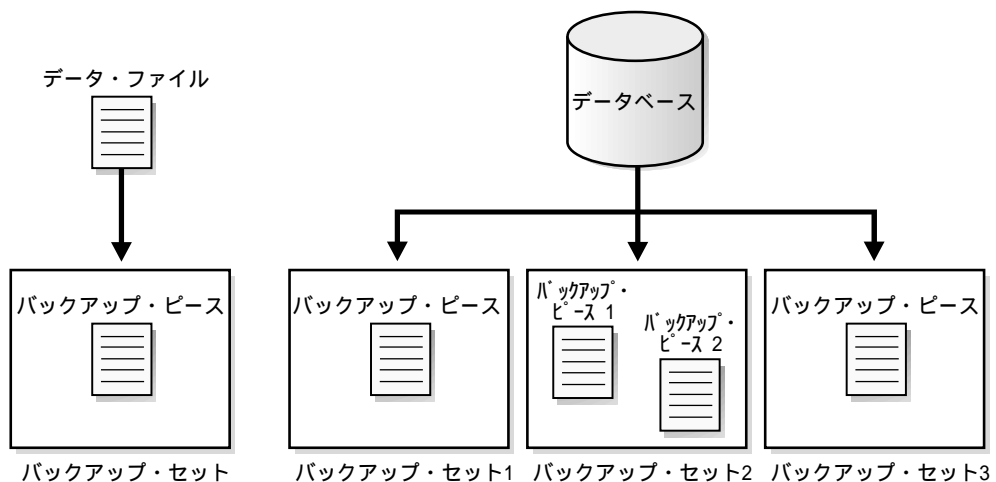 データ・ファイル
データベース
バックアップ・ピース
バックアップ・セット
バックアップ・ピース
バックアップ・セット1
バックアップ・
ピース 1
バックアップ・
ピース 2
バックアップ・セット2
バックアップ・ピース
バックアップ・セット3